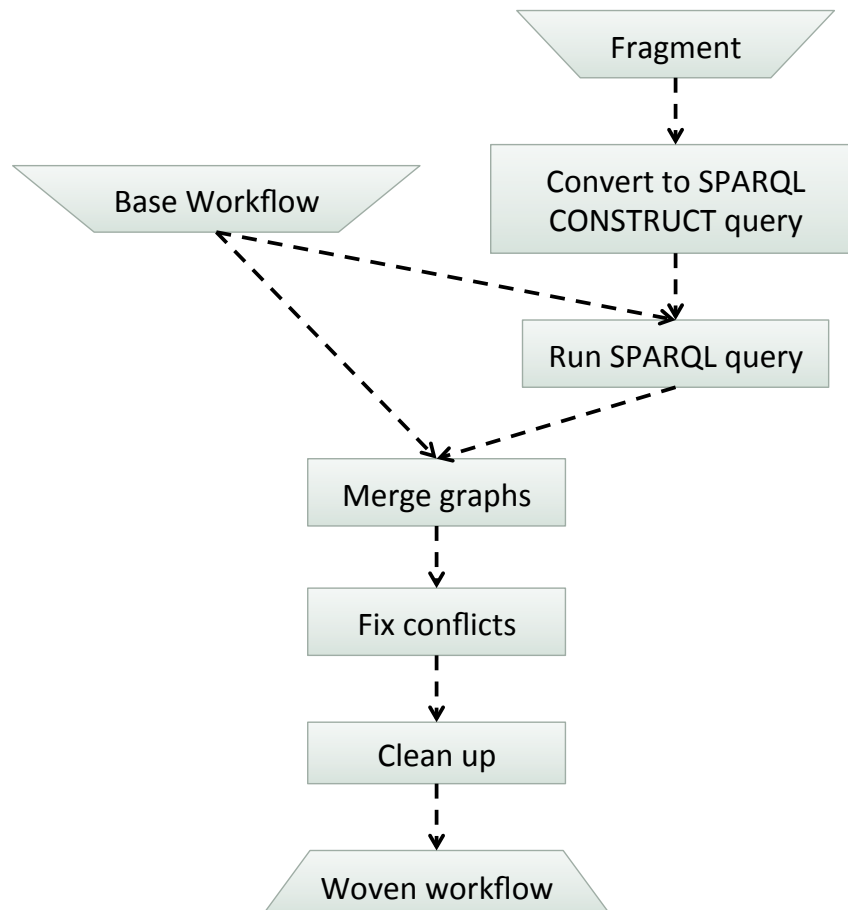 Fragment
Convert to SPARQL
CONSTRUCT query
Base Workflow
Run SPARQL query
Merge graphs
Fix conflicts
Clean up
Woven workflow